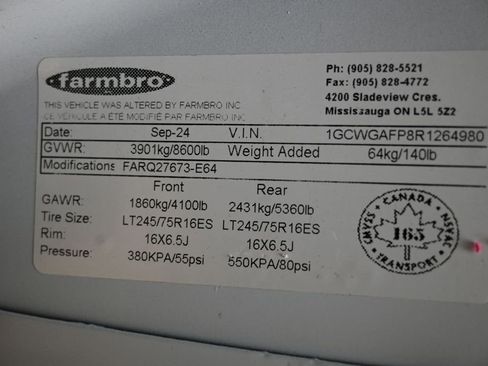 farmbro
Ph: (905) 828-5521
Fax: (905) 828-4772
4200 Sladeview Cres.
Mississauga ON L5L 5Z2
THIS VEHICLE WAS ALTERED BY FARMBRO INC
CE VEHICULE A ÉTÉ MODIFIÉ PAR FARMBRO INC
Date: Sep-24 V.I.N. 1GCWGAFP8R1264980
GVWR: 3901kg/8600lb Weight Added 64kg/140lb
Modifications FARQ27673-E64
Front Rear
GAWR: 1860kg/4100lb 2431kg/5360lb
Tire Size: LT245/75R16ES LT245/75R16ES
Rim: 16X6.5J 16X6.5J
Pressure: 380KPA/55psi 550KPA/80psi
CANADA
CMVSS NSVAC
165
TRANSPORT